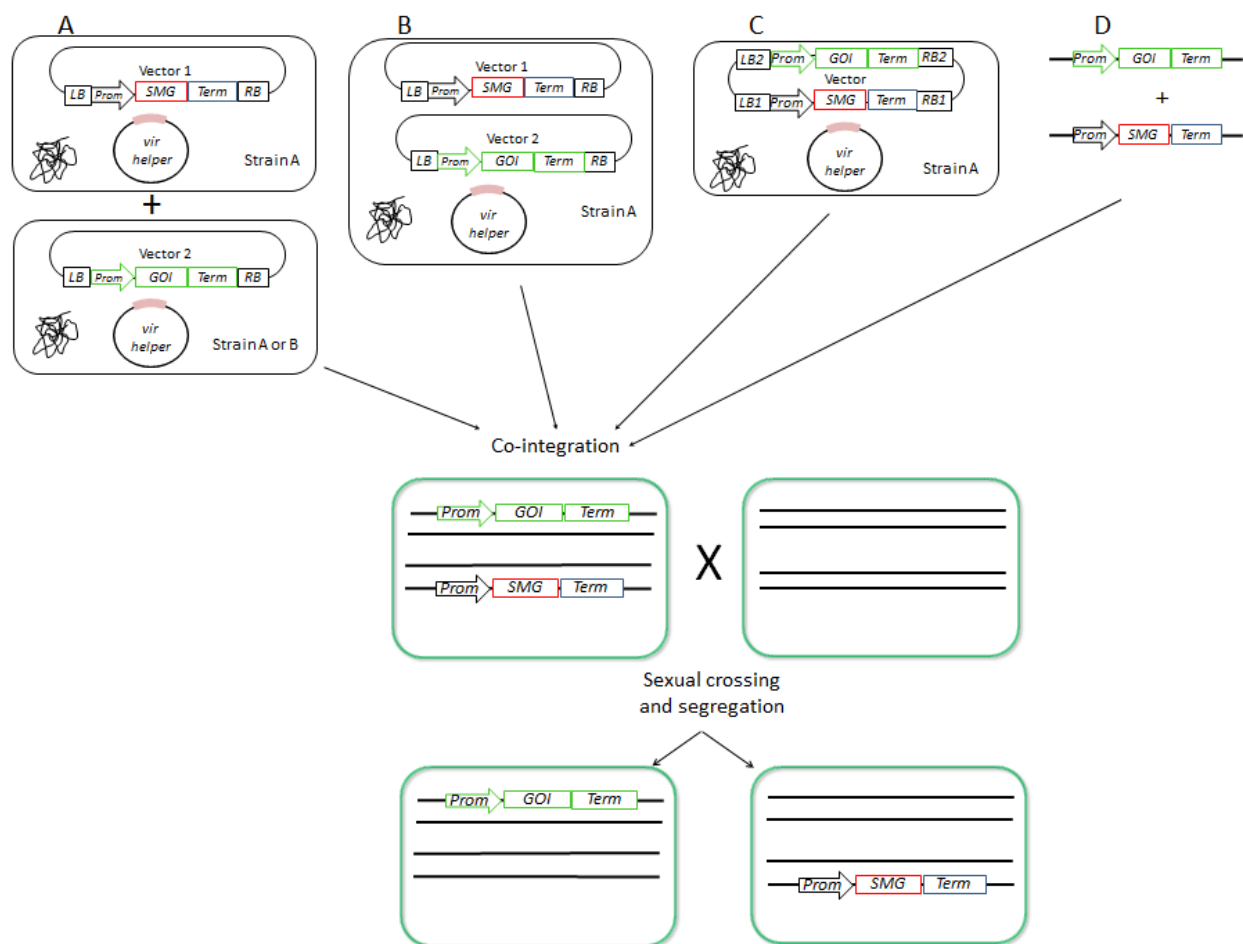 A
Vector 1
LB Prom SMG Term RB
vir
helper
Strain A
+
Vector 2
LB Prom GOI Term RB
vir
helper
Strain A or B
B
Vector 1
LB Prom SMG Term RB
Vector 2
LB Prom GOI Term RB
vir
helper
Strain A
C
LB2 Prom GOI Term RB2
Vector
LB1 Prom SMG Term RB1
vir
helper
Strain A
D
Prom GOI Term
+
Prom SMG Term
Co-integration
Prom GOI Term
Prom SMG Term
X
Sexual crossing
and segregation
Prom GOI Term
Prom SMG Term